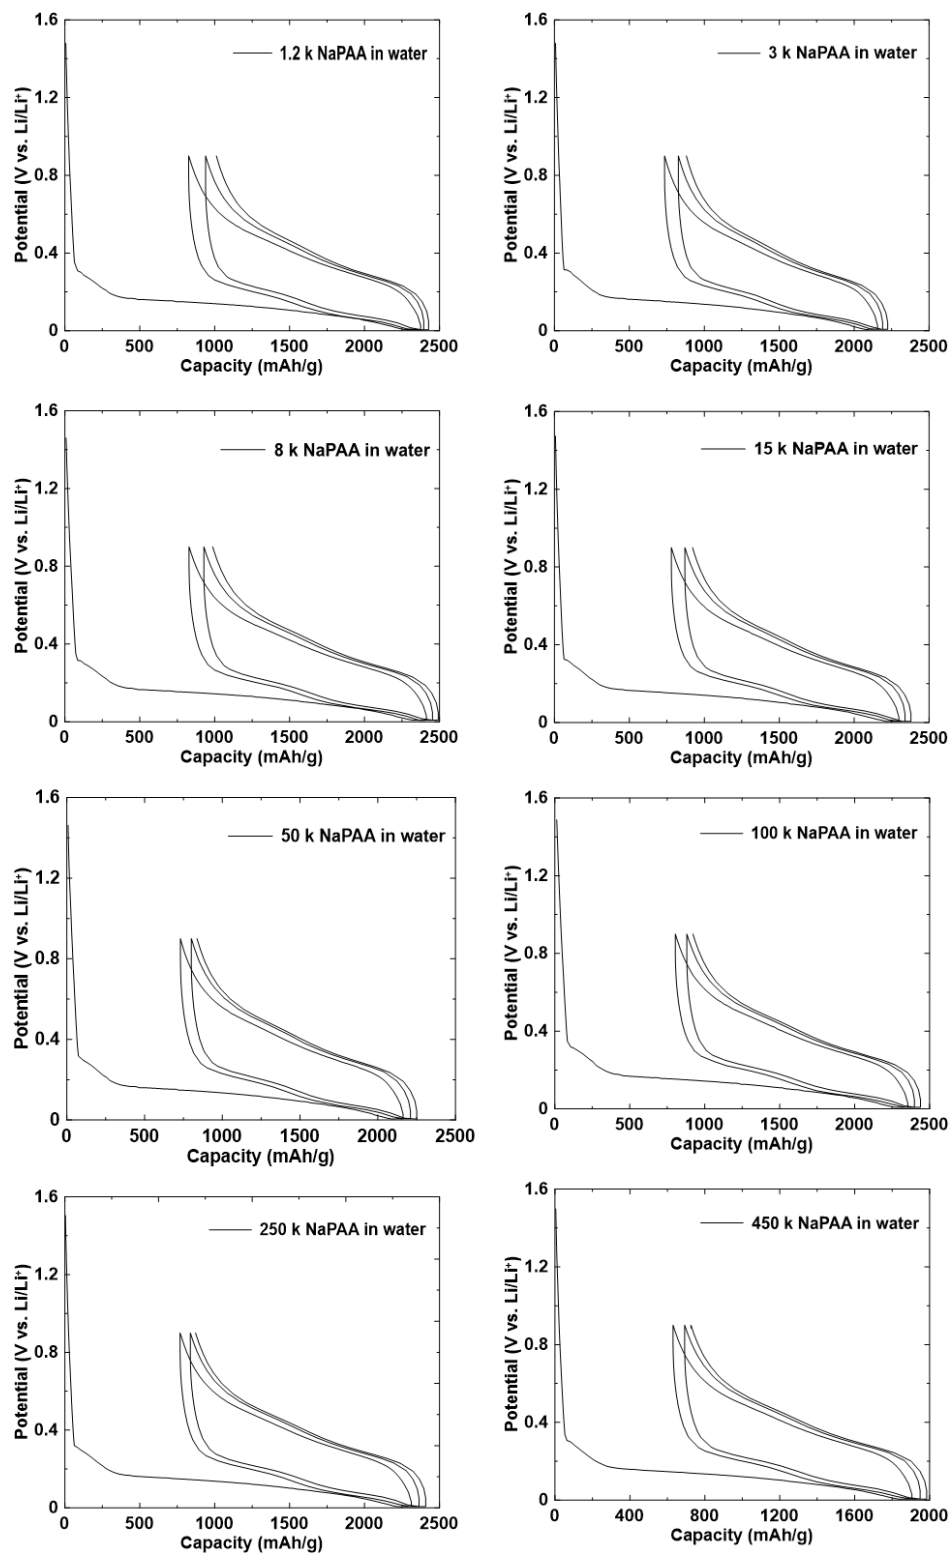 1.6
1.2
0.8
0.4
0
Potential (V vs. Li/Li⁺)
1.2 k NaPAA in water
0 500 1000 1500 2000 2500
Capacity (mAh/g)
1.6
1.2
0.8
0.4
0
Potential (V vs. Li/Li⁺)
3 k NaPAA in water
0 500 1000 1500 2000 2500
Capacity (mAh/g)
1.6
1.2
0.8
0.4
0
Potential (V vs. Li/Li⁺)
8 k NaPAA in water
0 500 1000 1500 2000 2500
Capacity (mAh/g)
1.6
1.2
0.8
0.4
0
Potential (V vs. Li/Li⁺)
15 k NaPAA in water
0 500 1000 1500 2000 2500
Capacity (mAh/g)
1.6
1.2
0.8
0.4
0
Potential (V vs. Li/Li⁺)
50 k NaPAA in water
0 500 1000 1500 2000 2500
Capacity (mAh/g)
1.6
1.2
0.8
0.4
0
Potential (V vs. Li/Li⁺)
100 k NaPAA in water
0 500 1000 1500 2000 2500
Capacity (mAh/g)
1.6
1.2
0.8
0.4
0
Potential (V vs. Li/Li⁺)
250 k NaPAA in water
0 500 1000 1500 2000 2500
Capacity (mAh/g)
1.6
1.2
0.8
0.4
0
Potential (V vs. Li/Li⁺)
450 k NaPAA in water
0 400 800 1200 1600 2000
Capacity (mAh/g)